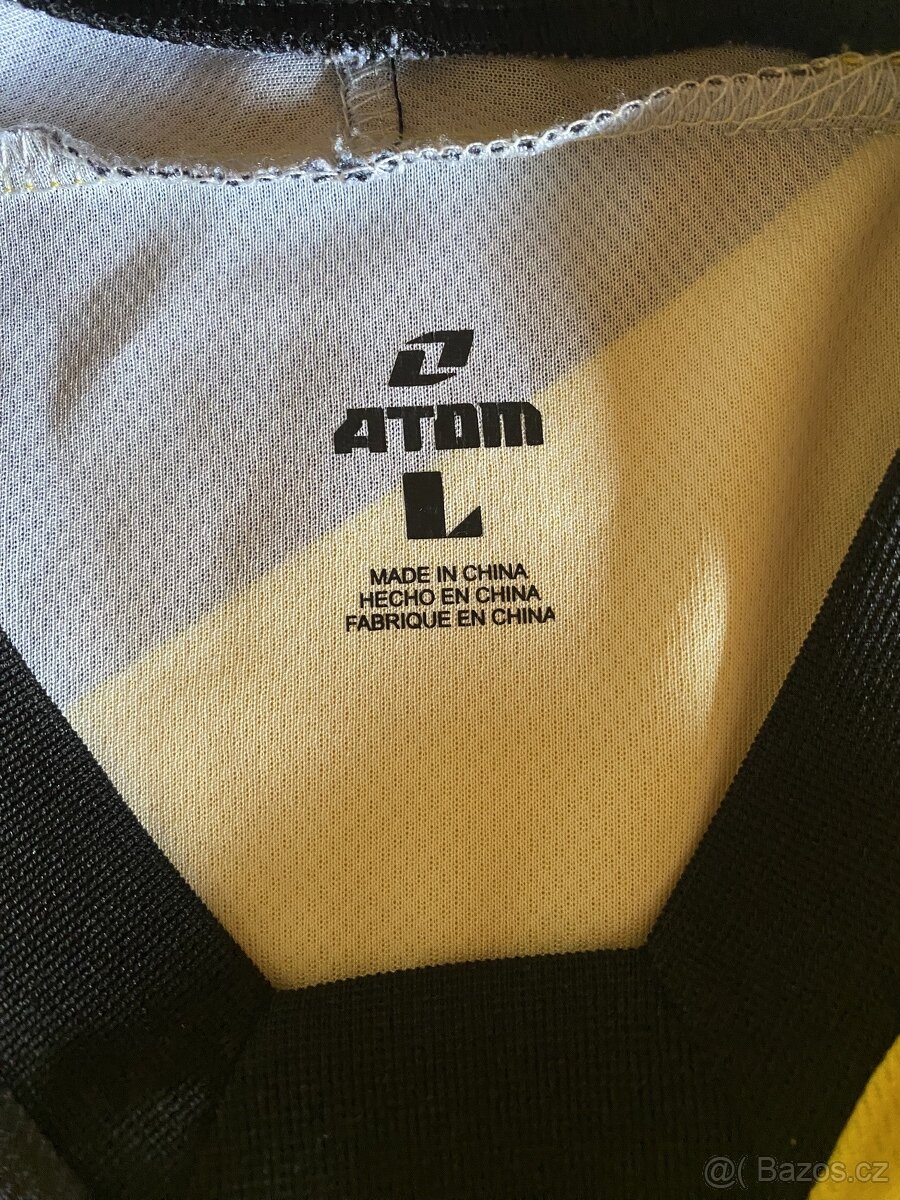 ATOM
L
MADE IN CHINA
HECHO EN CHINA
FABRIQUE EN CHINA
@( Bazos.cz